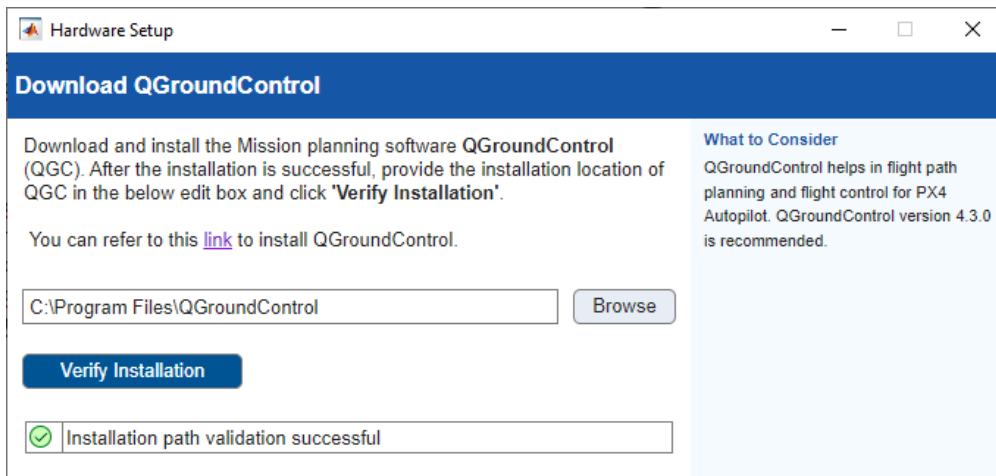 Hardware Setup
Download QGroundControl
Download and install the Mission planning software QGroundControl
(QGC). After the installation is successful, provide the installation location of
QGC in the below edit box and click 'Verify Installation'.
You can refer to this link to install QGroundControl.
C:\Program Files\QGroundControl
Browse
Verify Installation
Installation path validation successful
What to Consider
QGroundControl helps in flight path
planning and flight control for PX4
Autopilot. QGroundControl version 4.3.0
is recommended.